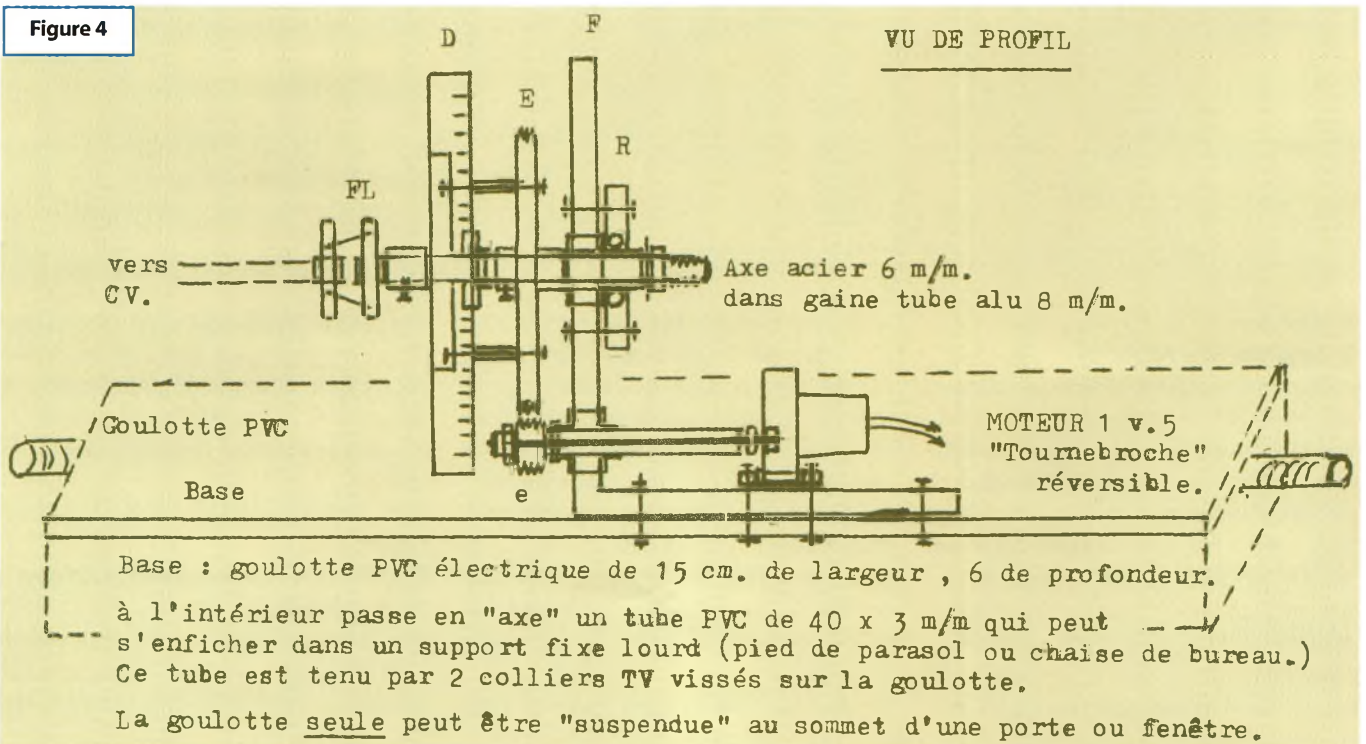 Figure 4
VU DE PROFIL
D
F
E
R
FL
vers
CV.
Axe acier 6 m/m.
dans gaine tube alu 8 m/m.
Goulotte PVC
Base
e
MOTEUR 1 v.5
"Tournebroche"
réversible.
Base : goulotte PVC électrique de 15 cm. de largeur , 6 de profondeur.
à l'intérieur passe en "axe" un tube PVC de 40 x 3 m/m qui peut
s'enficher dans un support fixe lourd (pied de parasol ou chaise de bureau.)
Ce tube est tenu par 2 colliers TV vissés sur la goulotte.
La goulotte seule peut être "suspendue" au sommet d'une porte ou fenêtre.